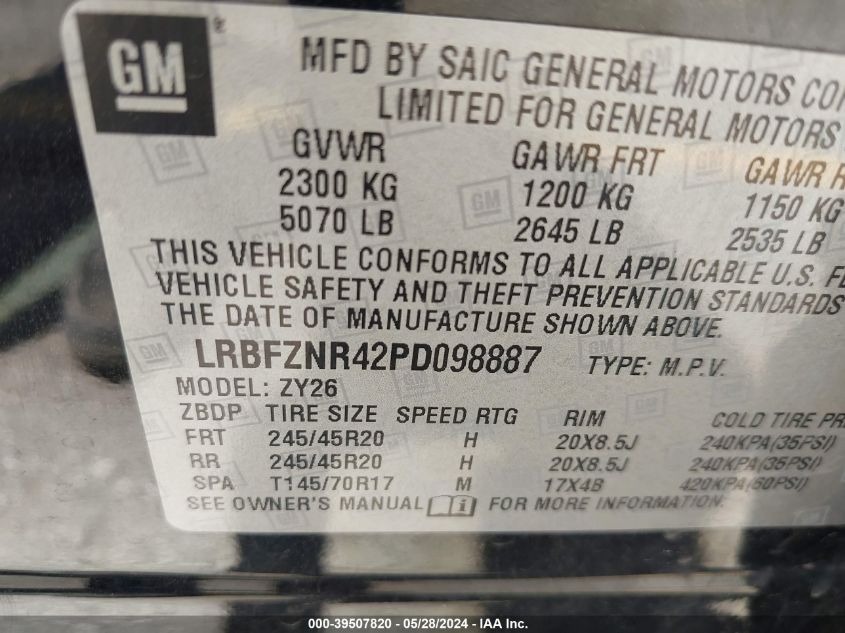 GM ®
MFD BY SAIC GENERAL MOTORS
LIMITED FOR GENERAL MOTORS
GVWR GAWR FRT GAWR
2300 KG 1200 KG 1150 KG
5070 LB 2645 LB 2535 LB
THIS VEHICLE CONFORMS TO ALL APPLICABLE U.S.
VEHICLE SAFETY AND THEFT PREVENTION STANDARDS
THE DATE OF MANUFACTURE SHOWN ABOVE.
LRBFZNR42PD098887 TYPE: M.P.V.
MODEL: ZY26
ZBDP TIRE SIZE SPEED RTG RIM COLD TIRE
FRT 245/45R20 H 20X8.5J 240KPA(35PSI)
RR 245/45R20 H 20X8.5J 240KPA(35PSI)
SPA T145/70R17 M 17X4B 420KPA(60PSI)
SEE OWNER'S MANUAL i FOR MORE INFORMATION.
000-39507820 / 05/28/2024 - IAA Inc.